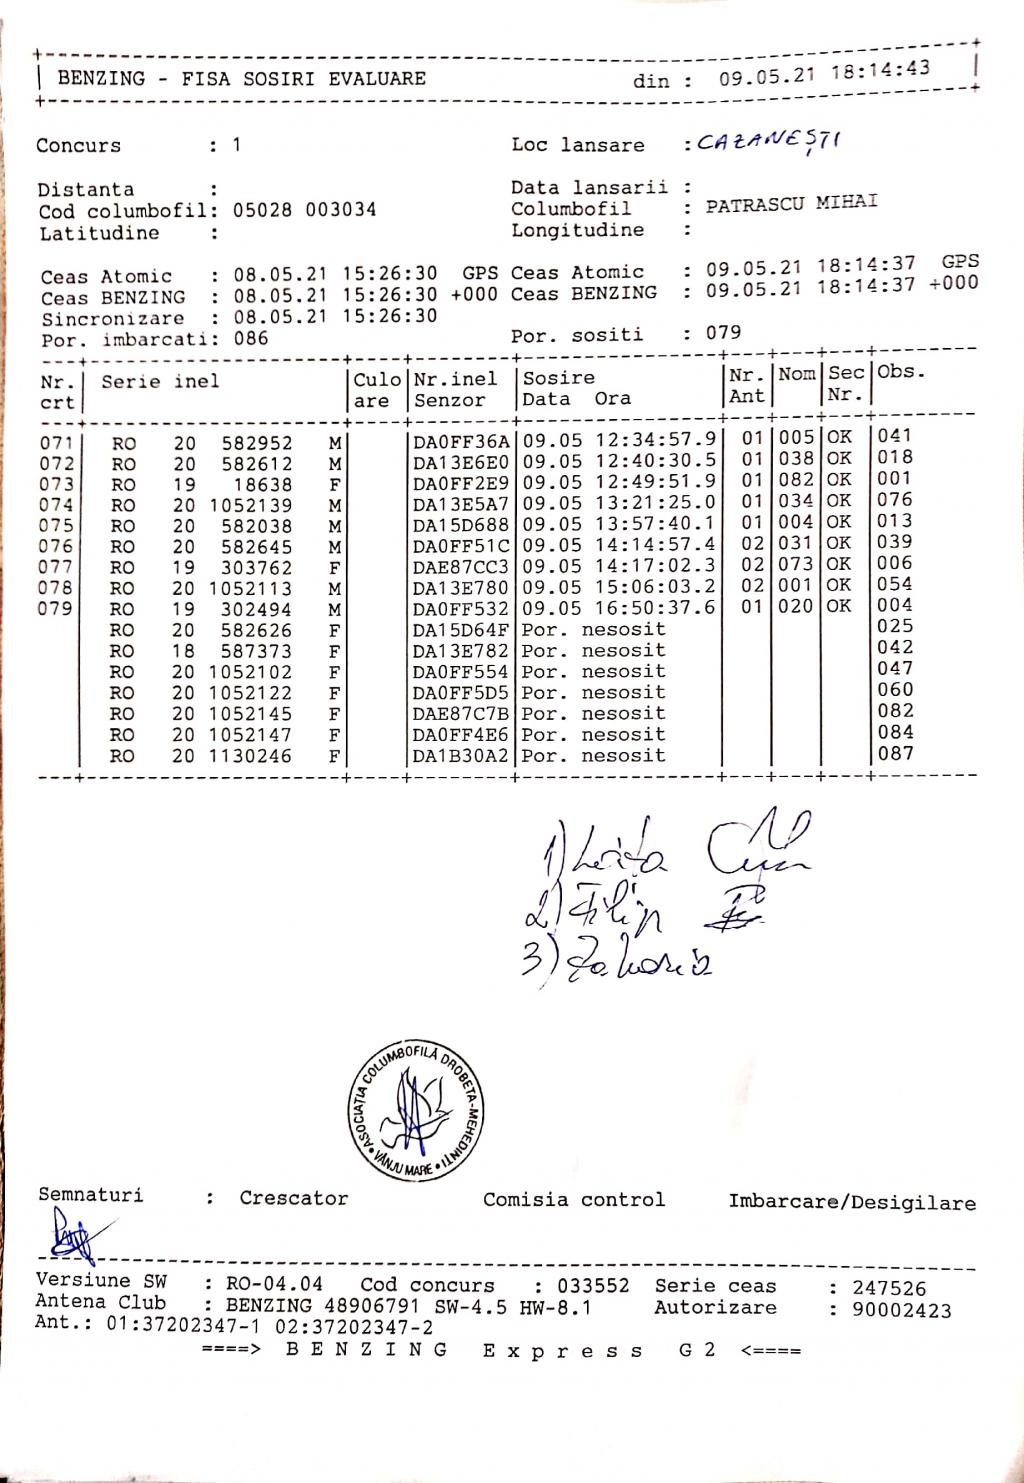 BENZING - FISA SOSIRI EVALUARE din : 09.05.21 18:14:43
Concurs : 1 Loc lansare : CAZANEȘTI
Distanta : Data lansarii :
Cod columbofil: 05028 003034 Columbofil : PATRASCU MIHAI
Latitudine : Longitudine :
Ceas Atomic : 08.05.21 15:26:30 GPS Ceas Atomic : 09.05.21 18:14:37 GPS
Ceas BENZING : 08.05.21 15:26:30 +000 Ceas BENZING : 09.05.21 18:14:37 +000
Sincronizare : 08.05.21 15:26:30
Por. imbarcati: 086 Por. sositi : 079
Nr. Serie inel Culo Nr.inel Sosire Nr. Nom Sec Obs.
crt are Senzor Data Ora Ant Nr.
071 RO 20 582952 M DA0FF36A 09.05 12:34:57.9 01 005 OK 041
072 RO 20 582612 M DA13E6E0 09.05 12:40:30.5 01 038 OK 018
073 RO 19 18638 F DA0FF2E9 09.05 12:49:51.9 01 082 OK 001
074 RO 20 1052139 M DA13E5A7 09.05 13:21:25.0 01 034 OK 076
075 RO 20 582038 M DA15D688 09.05 13:57:40.1 01 004 OK 013
076 RO 20 582645 M DA0FF51C 09.05 14:14:57.4 02 031 OK 039
077 RO 19 303762 F DAE87CC3 09.05 14:17:02.3 02 073 OK 006
078 RO 20 1052113 M DA13E780 09.05 15:06:03.2 02 001 OK 054
079 RO 19 302494 M DA0FF532 09.05 16:50:37.6 01 020 OK 004
RO 20 582626 F DA15D64F Por. nesosit 025
RO 18 587373 F DA13E782 Por. nesosit 042
RO 20 1052102 F DA0FF554 Por. nesosit 047
RO 20 1052122 F DA0FF5D5 Por. nesosit 060
RO 20 1052145 F DAE87C7B Por. nesosit 082
RO 20 1052147 F DA0FF4E6 Por. nesosit 084
RO 20 1130246 F DA1B30A2 Por. nesosit 087
1)
2) Filip
3) Zaharia
ASOCIAȚIA COLUMBOFILĂ DROBETA-MEHEDINȚI • VÂNJU MARE •
Semnaturi : Crescator Comisia control Imbarcare/Desigilare
Versiune SW : RO-04.04 Cod concurs : 033552 Serie ceas : 247526
Antena Club : BENZING 48906791 SW-4.5 HW-8.1 Autorizare : 90002423
Ant.: 01:37202347-1 02:37202347-2
====> B E N Z I N G E x p r e s s G 2 <====